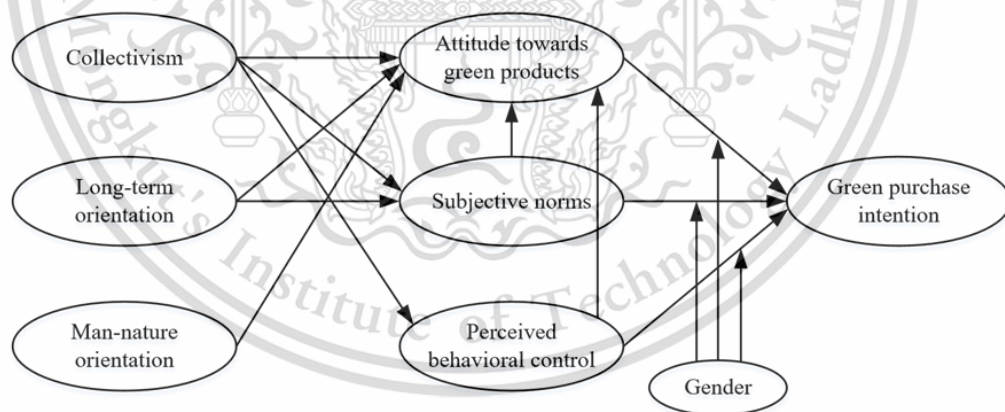 Collectivism
Attitude towards
green products
Long-term
orientation
Subjective norms
Green purchase
intention
Man-nature
orientation
Perceived
behavioral control
Gender
Mongkut's Institute of Technology Ladkr